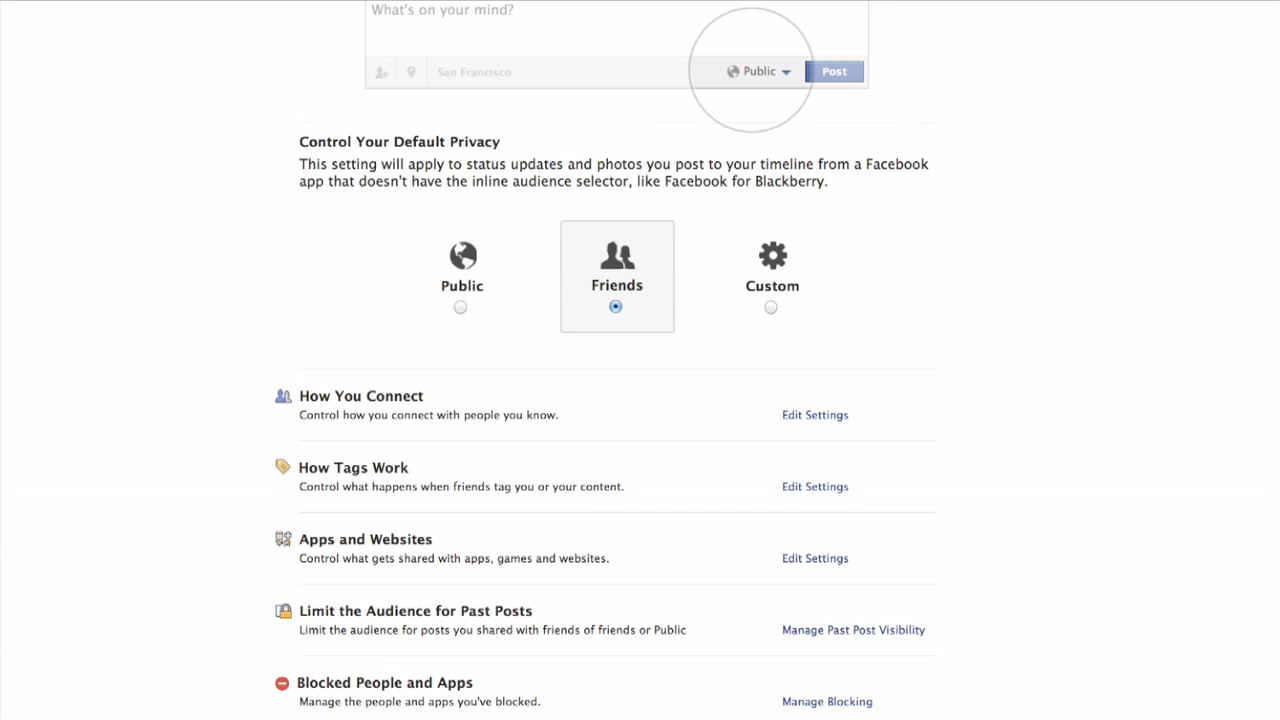 What's on your mind?
San Francisco
Public
Post
Control Your Default Privacy
This setting will apply to status updates and photos you post to your timeline from a Facebook
app that doesn't have the inline audience selector, like Facebook for Blackberry.
Public
Friends
Custom
How You Connect
Control how you connect with people you know.
Edit Settings
How Tags Work
Control what happens when friends tag you or your content.
Edit Settings
Apps and Websites
Control what gets shared with apps, games and websites.
Edit Settings
Limit the Audience for Past Posts
Limit the audience for posts you shared with friends of friends or Public
Manage Past Post Visibility
Blocked People and Apps
Manage the people and apps you've blocked.
Manage Blocking